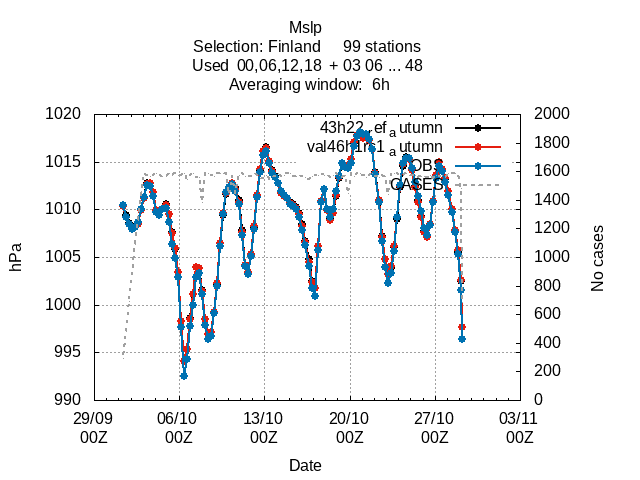 Mslp
Selection: Finland 99 stations
Used 00,06,12,18 + 03 06 ... 48
Averaging window: 6h
1020 2000
43h22_ref_autumn
1800
val46h1rs1_autumn
1015 OBS 1600
CASES
1400
1010
1200
1005 1000
hPa
No cases
800
1000
600
400
995
200
990 0
29/09 06/10 13/10 20/10 27/10 03/11
00Z 00Z 00Z 00Z 00Z 00Z
Date